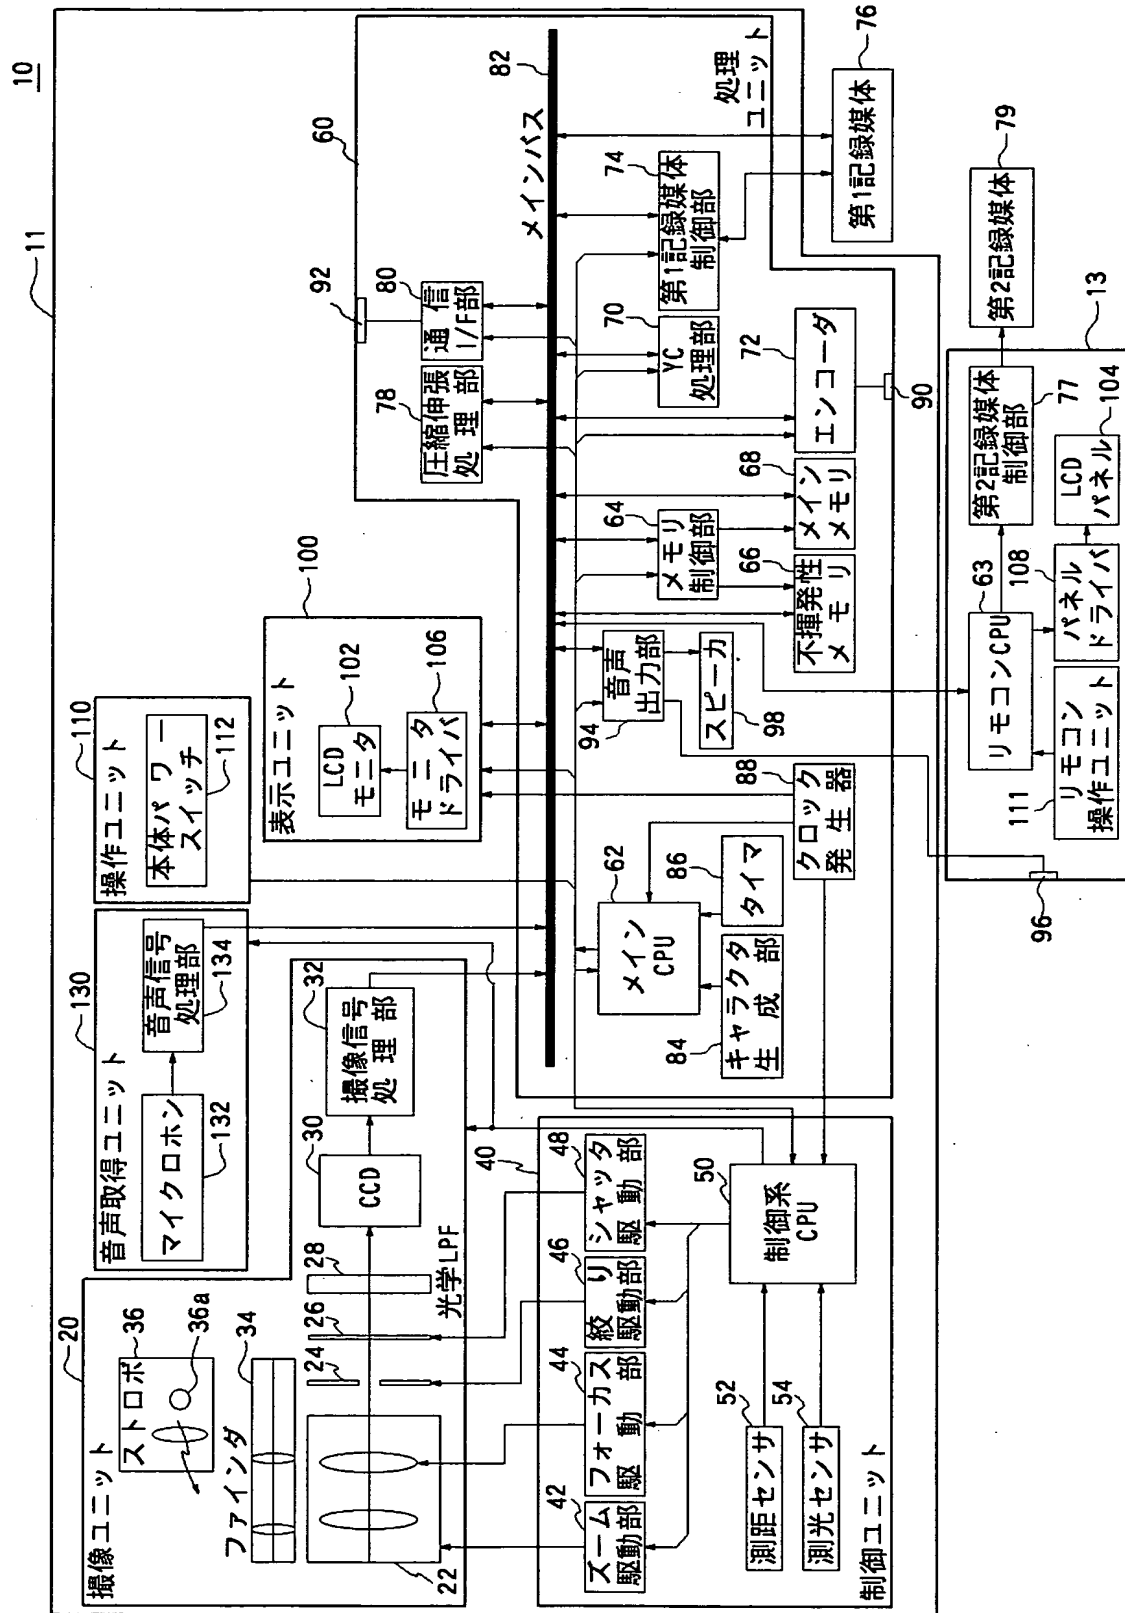 10
11
撮像ユニット
20
ストロボ
36
36a
ファインダ
34
22
24
26
28
光学LPF
CCD
30
撮像信号
処理部
32
音声取得ユニット
130
マイクロホン
132
音声信号
処理部
134
操作ユニット
110
本体パワー
スイッチ
112
表示ユニット
100
LCD
モニタ
102
モニータ
ドライバ
106
60
92
圧縮伸張
処理部
78
通信
I/F部
80
メインバス
82
処理
ユニット
制御ユニット
40
ズーム
駆動部
42
フォーカス
駆動部
44
絞り
駆動部
46
シャッタ
駆動部
48
制御系
CPU
50
測距センサ
52
測光センサ
54
メイン
CPU
62
キャラクタ
生成部
84
タイマ
86
クロック
発生器
88
音声
出力部
94
スピーカ
98
メモリ
制御部
64
不揮発性
メモリ
66
メイン
メモリ
68
YC
処理部
70
エンコーダ
72
90
第1記録媒体
制御部
74
第1記録媒体
76
96
リモコンCPU
63
リモコン
操作ユニット
111
パネル
ドライバ
108
LCD
パネル
104
第2記録媒体
制御部
77
第2記録媒体
79
13